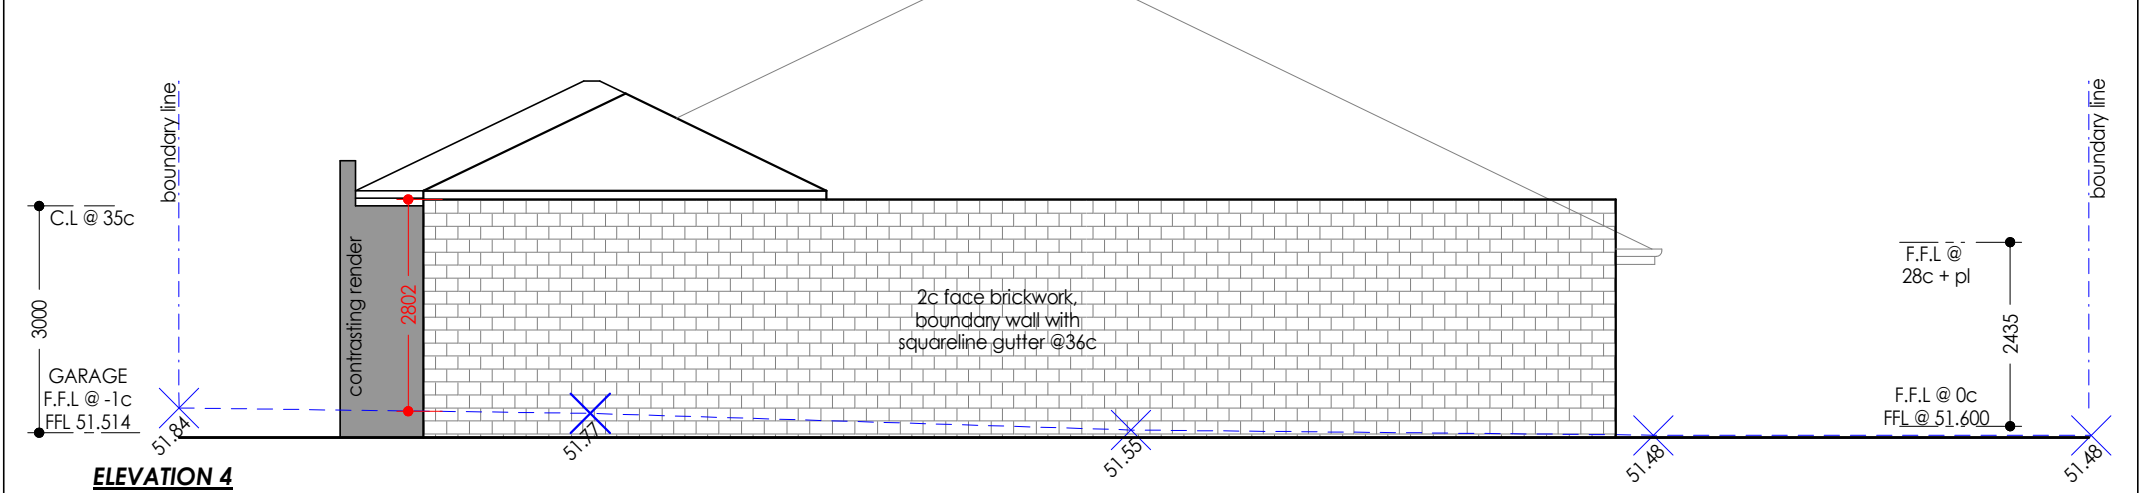 boundary line
C.L @ 35c
3000
GARAGE
F.F.L @ -1c
FFL 51.514
51.84
contrasting render
2802
51.77
2c face brickwork,
boundary wall with
squareline gutter @36c
51.55
51.48
F.F.L @
28c + pl
2435
F.F.L @ 0c
FFL @ 51.600
boundary line
51.48
ELEVATION 4